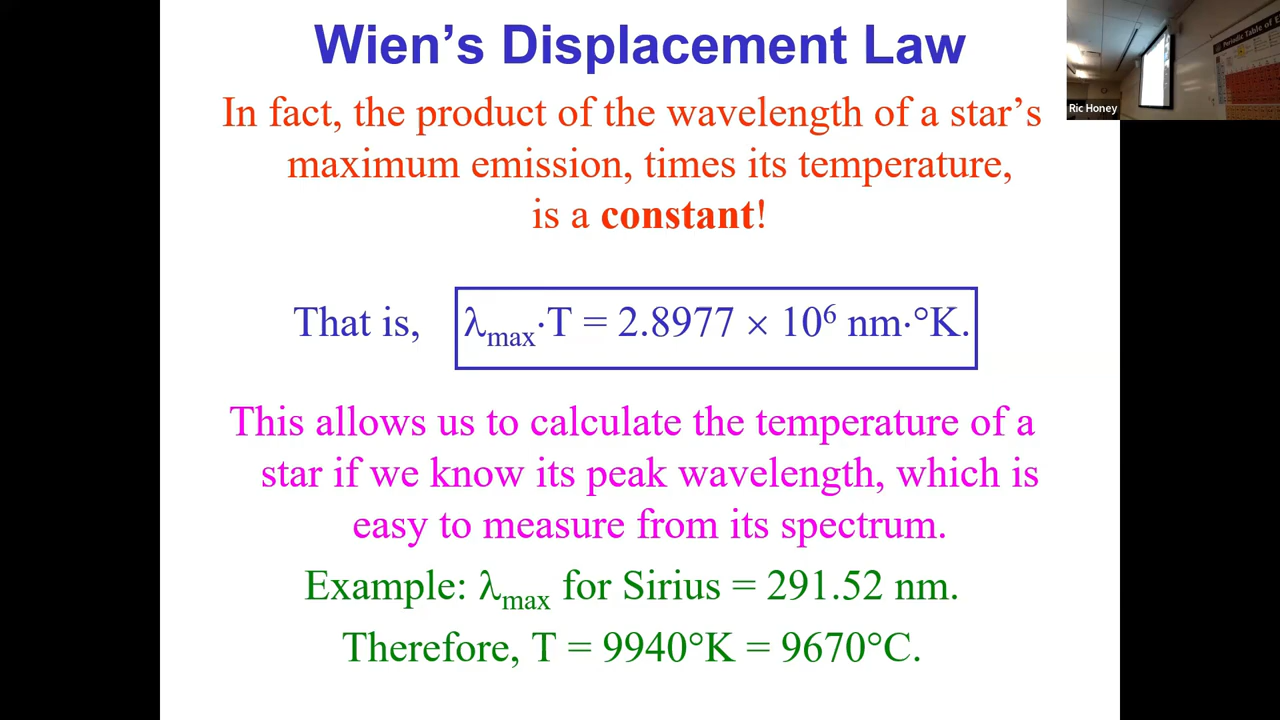 Wien’s Displacement Law
In fact, the product of the wavelength of a star’s
maximum emission, times its temperature,
is a constant!
That is, λmax·T = 2.8977 × 10⁶ nm·°K.
This allows us to calculate the temperature of a
star if we know its peak wavelength, which is
easy to measure from its spectrum.
Example: λmax for Sirius = 291.52 nm.
Therefore, T = 9940°K = 9670°C.
Ric Honey
Periodic Table of